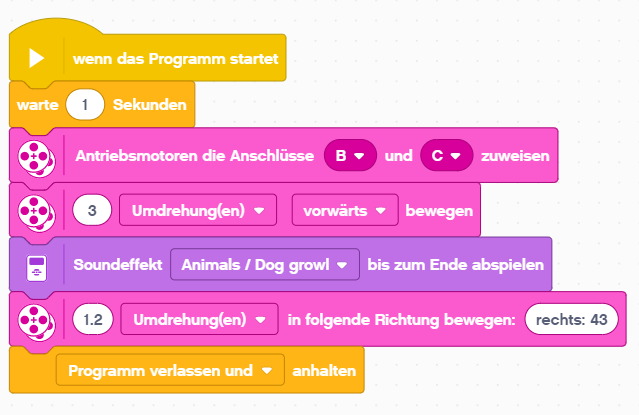 wenn das Programm startet
warte 1 Sekunden
Antriebsmotoren die Anschlüsse B und C zuweisen
3 Umdrehung(en) vorwärts bewegen
Soundeffekt Animals / Dog growl bis zum Ende abspielen
1.2 Umdrehung(en) in folgende Richtung bewegen: rechts: 43
Programm verlassen und anhalten